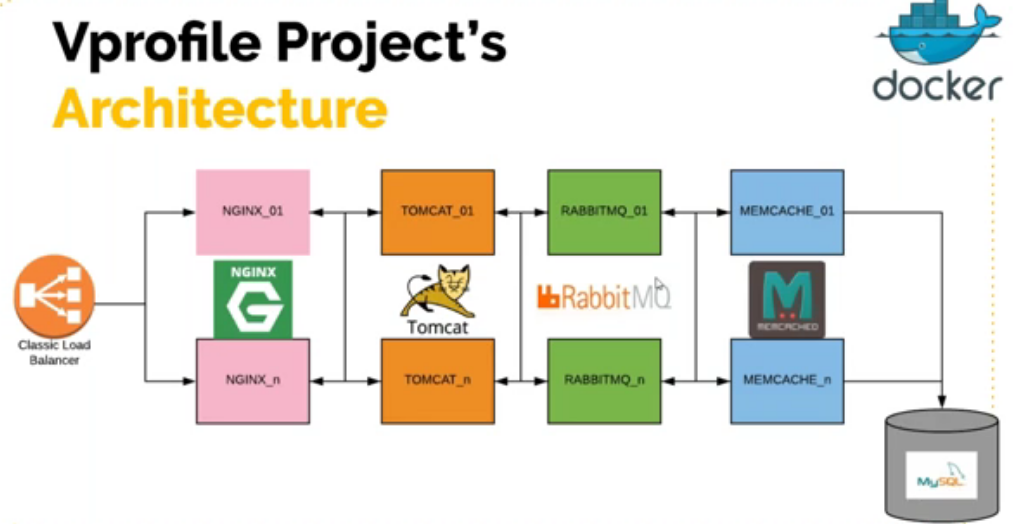 Vprofile Project's
Architecture
docker
NGINX_01
TOMCAT_01
RABBITMQ_01
MEMCACHE_01
NGINX
G
Tomcat
RabbitMQ
M
MEMCACHED
Classic Load
Balancer
NGINX_n
TOMCAT_n
RABBITMQ_n
MEMCACHE_n
MySQL